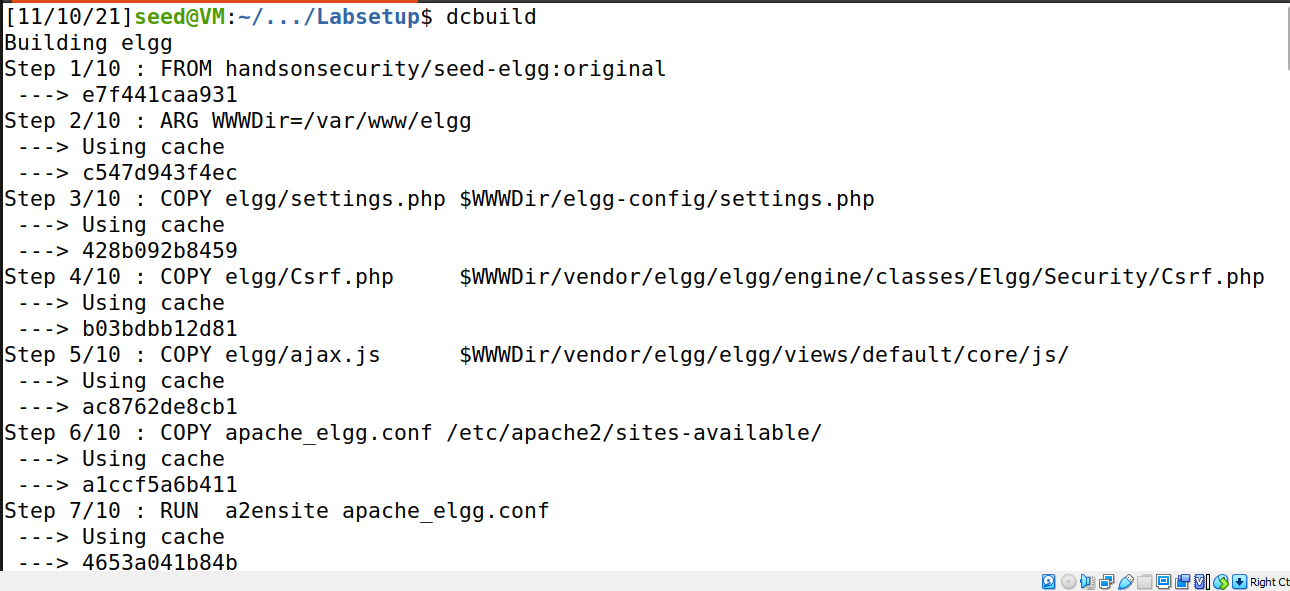 [11/10/21]seed@VM:~/.../Labsetup$ dcbuild
Building elgg
Step 1/10 : FROM handsonsecurity/seed-elgg:original
 ---> e7f441caa931
Step 2/10 : ARG WWWDir=/var/www/elgg
 ---> Using cache
 ---> c547d943f4ec
Step 3/10 : COPY elgg/settings.php $WWWDir/elgg-config/settings.php
 ---> Using cache
 ---> 428b092b8459
Step 4/10 : COPY elgg/Csrf.php     $WWWDir/vendor/elgg/elgg/engine/classes/Elgg/Security/Csrf.php
 ---> Using cache
 ---> b03bdbb12d81
Step 5/10 : COPY elgg/ajax.js      $WWWDir/vendor/elgg/elgg/views/default/core/js/
 ---> Using cache
 ---> ac8762de8cb1
Step 6/10 : COPY apache_elgg.conf /etc/apache2/sites-available/
 ---> Using cache
 ---> a1ccf5a6b411
Step 7/10 : RUN  a2ensite apache_elgg.conf
 ---> Using cache
 ---> 4653a041b84b
Right Ct